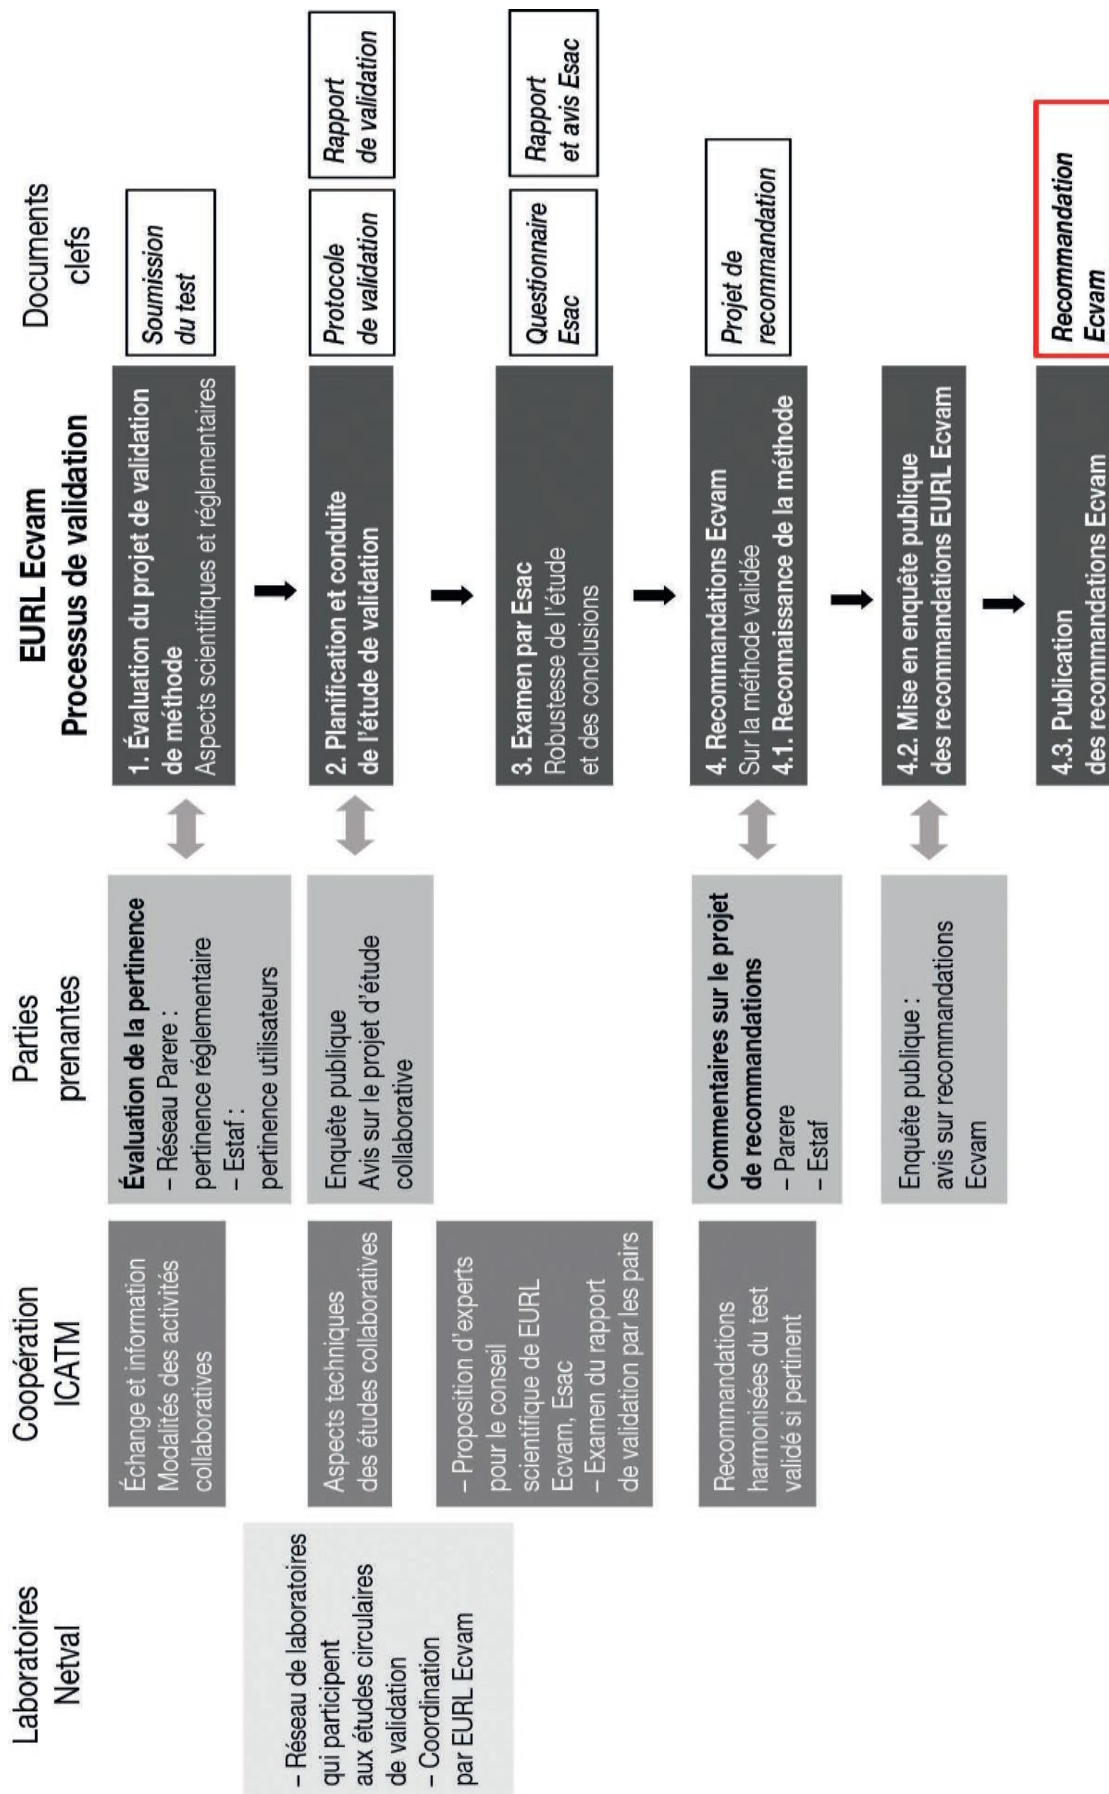 Laboratoires
Netval
Coopération
ICATM
Parties
prenantes
EURL Ecvam
Processus de validation
Documents
clefs
– Réseau de laboratoires
qui participent
aux études circulaires
de validation
– Coordination
par EURL Ecvam
Échange et information
Modalités des activités
collaboratives
Évaluation de la pertinence
– Réseau Parere :
pertinence réglementaire
– Estaf :
pertinence utilisateurs
1. Évaluation du projet de validation
de méthode
Aspects scientifiques et réglementaires
Soumission
du test
Aspects techniques
des études collaboratives
Enquête publique
Avis sur le projet d'étude
collaborative
2. Planification et conduite
de l'étude de validation
Protocole
de validation
Rapport
de validation
– Proposition d'experts
pour le conseil
scientifique de EURL
Ecvam, Esac
– Examen du rapport
de validation par les pairs
3. Examen par Esac
Robustesse de l'étude
et des conclusions
Questionnaire
Esac
Rapport
et avis Esac
Recommandations
harmonisées du test
validé si pertinent
Commentaires sur le projet
de recommandations
– Parere
– Estaf
4. Recommandations Ecvam
Sur la méthode validée
4.1. Reconnaissance de la méthode
Projet de
recommandation
Enquête publique :
avis sur recommandations
Ecvam
4.2. Mise en enquête publique
des recommandations EURL Ecvam
4.3. Publication
des recommandations Ecvam
Recommandation
Ecvam